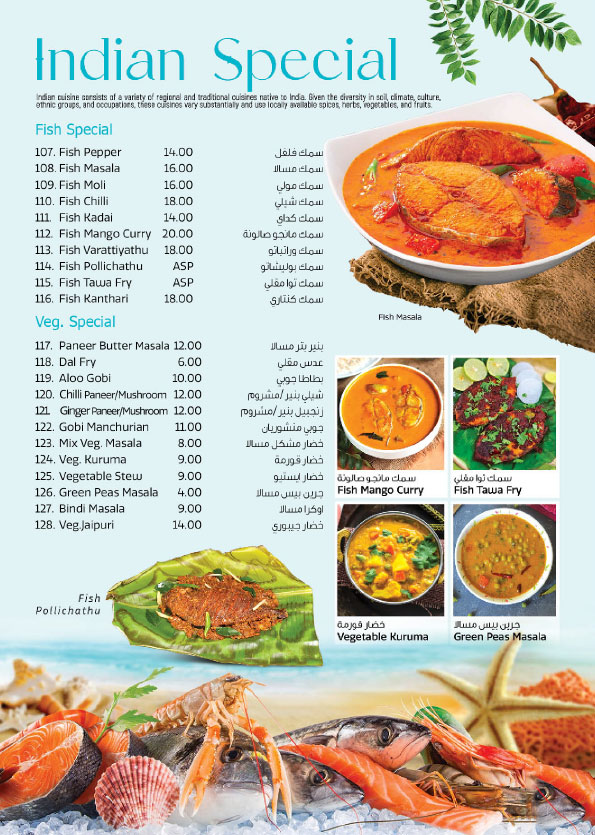 Indian Special
Indian cuisine consists of a variety of regional and traditional cuisines native to India. Given the diversity in soil, climate, culture,
ethnic groups, and occupations, these cuisines vary substantially and use locally available spices, herbs, vegetables, and fruits.
Fish Special
107. Fish Pepper 14.00 سمك فلفل
108. Fish Masala 16.00 سمك مسالا
109. Fish Moli 16.00 سمك مولي
110. Fish Chilli 18.00 سمك شيلي
111. Fish Kadai 14.00 سمك كداي
112. Fish Mango Curry 20.00 سمك مانجو صالونة
113. Fish Varattiyathu 18.00 سمك وراتياتو
114. Fish Pollichathu ASP سمك بوليشاتو
115. Fish Tawa Fry ASP سمك توا مقلي
116. Fish Kanthari 18.00 سمك كنتاري
Fish Masala
Veg. Special
117. Paneer Butter Masala 12.00 بنير بتر مسالا
118. Dal Fry 6.00 عدس مقلي
119. Aloo Gobi 10.00 بطاطا جوبي
120. Chilli Paneer/Mushroom 12.00 شيلي بنير /مشروم
121. Ginger Paneer/Mushroom 12.00 زنجبيل بنير /مشروم
122. Gobi Manchurian 11.00 جوبي منشوريان
123. Mix Veg. Masala 8.00 خضار مشكل مسالا
124. Veg. Kuruma 9.00 خضار قورمة
125. Vegetable Stew 9.00 خضار ايستيو
126. Green Peas Masala 4.00 جرين بيس مسالا
127. Bindi Masala 9.00 اوكرا مسالا
128. Veg.Jaipuri 14.00 خضار جيبوري
سمك مانجو صالونة
Fish Mango Curry
سمك توا مقلي
Fish Tawa Fry
خضار قورمة
Vegetable Kuruma
جرين بيس مسالا
Green Peas Masala
Fish
Pollichathu